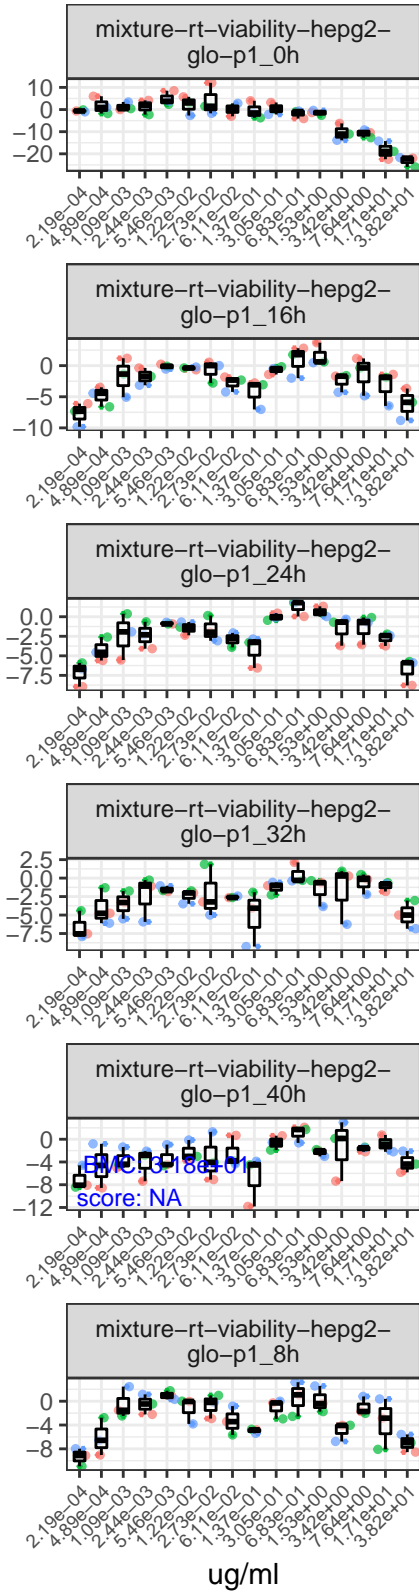 mixture−rt−viability−hepg2−
glo−p1_0h
10
0
−10
−20
2.19e−04
4.89e−04
1.09e−03
2.44e−03
5.46e−03
1.22e−02
2.73e−02
6.11e−02
1.37e−01
3.05e−01
6.83e−01
1.53e+00
3.42e+00
7.64e+00
1.71e+01
3.82e+01
mixture−rt−viability−hepg2−
glo−p1_16h
0
−5
−10
2.19e−04
4.89e−04
1.09e−03
2.44e−03
5.46e−03
1.22e−02
2.73e−02
6.11e−02
1.37e−01
3.05e−01
6.83e−01
1.53e+00
3.42e+00
7.64e+00
1.71e+01
3.82e+01
mixture−rt−viability−hepg2−
glo−p1_24h
0.0
−2.5
−5.0
−7.5
2.19e−04
4.89e−04
1.09e−03
2.44e−03
5.46e−03
1.22e−02
2.73e−02
6.11e−02
1.37e−01
3.05e−01
6.83e−01
1.53e+00
3.42e+00
7.64e+00
1.71e+01
3.82e+01
mixture−rt−viability−hepg2−
glo−p1_32h
2.5
0.0
−2.5
−5.0
−7.5
2.19e−04
4.89e−04
1.09e−03
2.44e−03
5.46e−03
1.22e−02
2.73e−02
6.11e−02
1.37e−01
3.05e−01
6.83e−01
1.53e+00
3.42e+00
7.64e+00
1.71e+01
3.82e+01
mixture−rt−viability−hepg2−
glo−p1_40h
0
−4
−8
−12
BMC: 3.18e+01
score: NA
2.19e−04
4.89e−04
1.09e−03
2.44e−03
5.46e−03
1.22e−02
2.73e−02
6.11e−02
1.37e−01
3.05e−01
6.83e−01
1.53e+00
3.42e+00
7.64e+00
1.71e+01
3.82e+01
mixture−rt−viability−hepg2−
glo−p1_8h
0
−4
−8
2.19e−04
4.89e−04
1.09e−03
2.44e−03
5.46e−03
1.22e−02
2.73e−02
6.11e−02
1.37e−01
3.05e−01
6.83e−01
1.53e+00
3.42e+00
7.64e+00
1.71e+01
3.82e+01
ug/ml